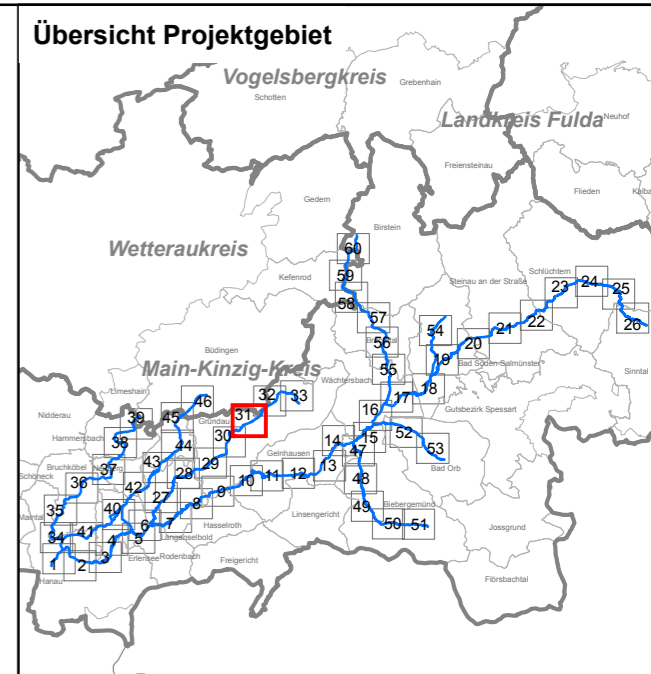 Übersicht Projektgebiet
Vogelsbergkreis
Grebenhain
Schotten
Landkreis Fulda
Neuhof
Freiensteinau
Flieden
Kalba
Gedern
Birstein
Wetteraukreis
60
Kefenrod
59
Steinau an der Straße
Schlüchtern
23
24
25
58
57
54
22
26
21
56
20
Büdingen
Main-Kinzig-Kreis
19
Bad Soden-Salmünster
Sinntal
Limeshain
46
32
33
Wächtersbach
55
18
17
Nidderau
39
45
31
Gründau
16
Gutsbezirk Spessart
Hammersbach
38
30
44
14
15
52
Bruchköbel
43
Gelnhausen
47
53
Schöneck
37
29
13
Bad Orb
36
42
28
10
11
12
48
27
9
Maintal
35
40
8
Linsengericht
49
Biebergemünd
41
6
7
Hasselroth
50
51
34
4
5
Langenselbold
Jossgrund
1
2
3
Erlensee
Rodenbach
Freigericht
Hanau
Flörsbachtal